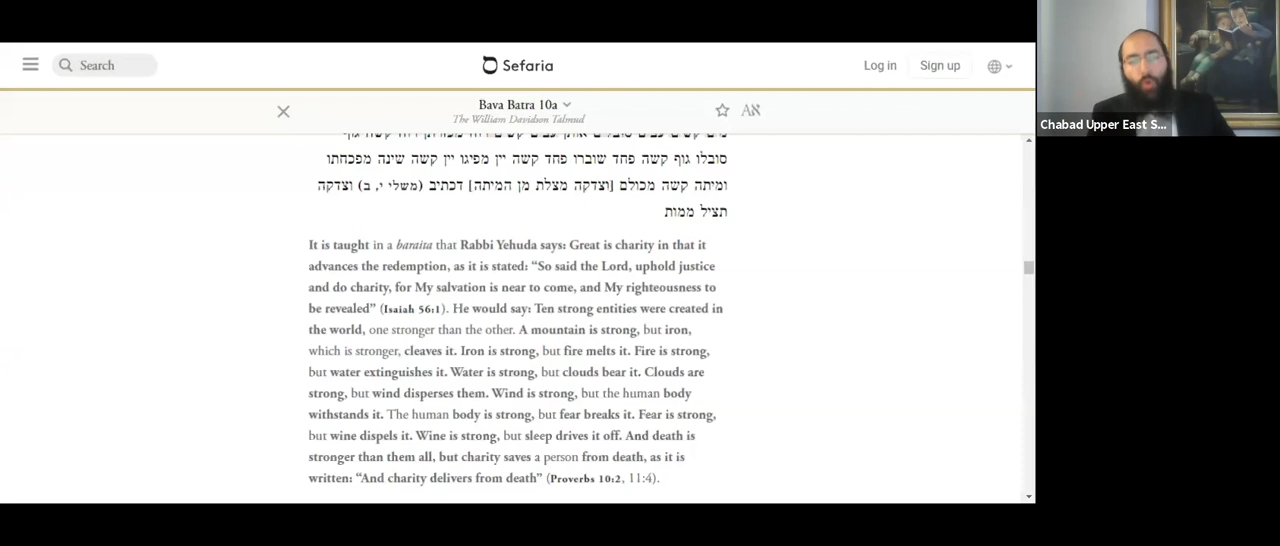 Search
Sefaria
Log in
Sign up
Bava Batra 10a
The William Davidson Talmud
סובלו גוף קשה פחד שוברו פחד קשה יין מפיגו יין קשה שינה מפכחתו
ומיתה קשה מכולם [וצדקה מצלת מן המיתה] דכתיב (משלי י, ב) וצדקה
תציל ממות
It is taught in a baraita that Rabbi Yehuda says: Great is charity in that it
advances the redemption, as it is stated: “So said the Lord, uphold justice
and do charity, for My salvation is near to come, and My righteousness to
be revealed” (Isaiah 56:1). He would say: Ten strong entities were created in
the world, one stronger than the other. A mountain is strong, but iron,
which is stronger, cleaves it. Iron is strong, but fire melts it. Fire is strong,
but water extinguishes it. Water is strong, but clouds bear it. Clouds are
strong, but wind disperses them. Wind is strong, but the human body
withstands it. The human body is strong, but fear breaks it. Fear is strong,
but wine dispels it. Wine is strong, but sleep drives it off. And death is
stronger than them all, but charity saves a person from death, as it is
written: “And charity delivers from death” (Proverbs 10:2, 11:4).
Chabad Upper East S...